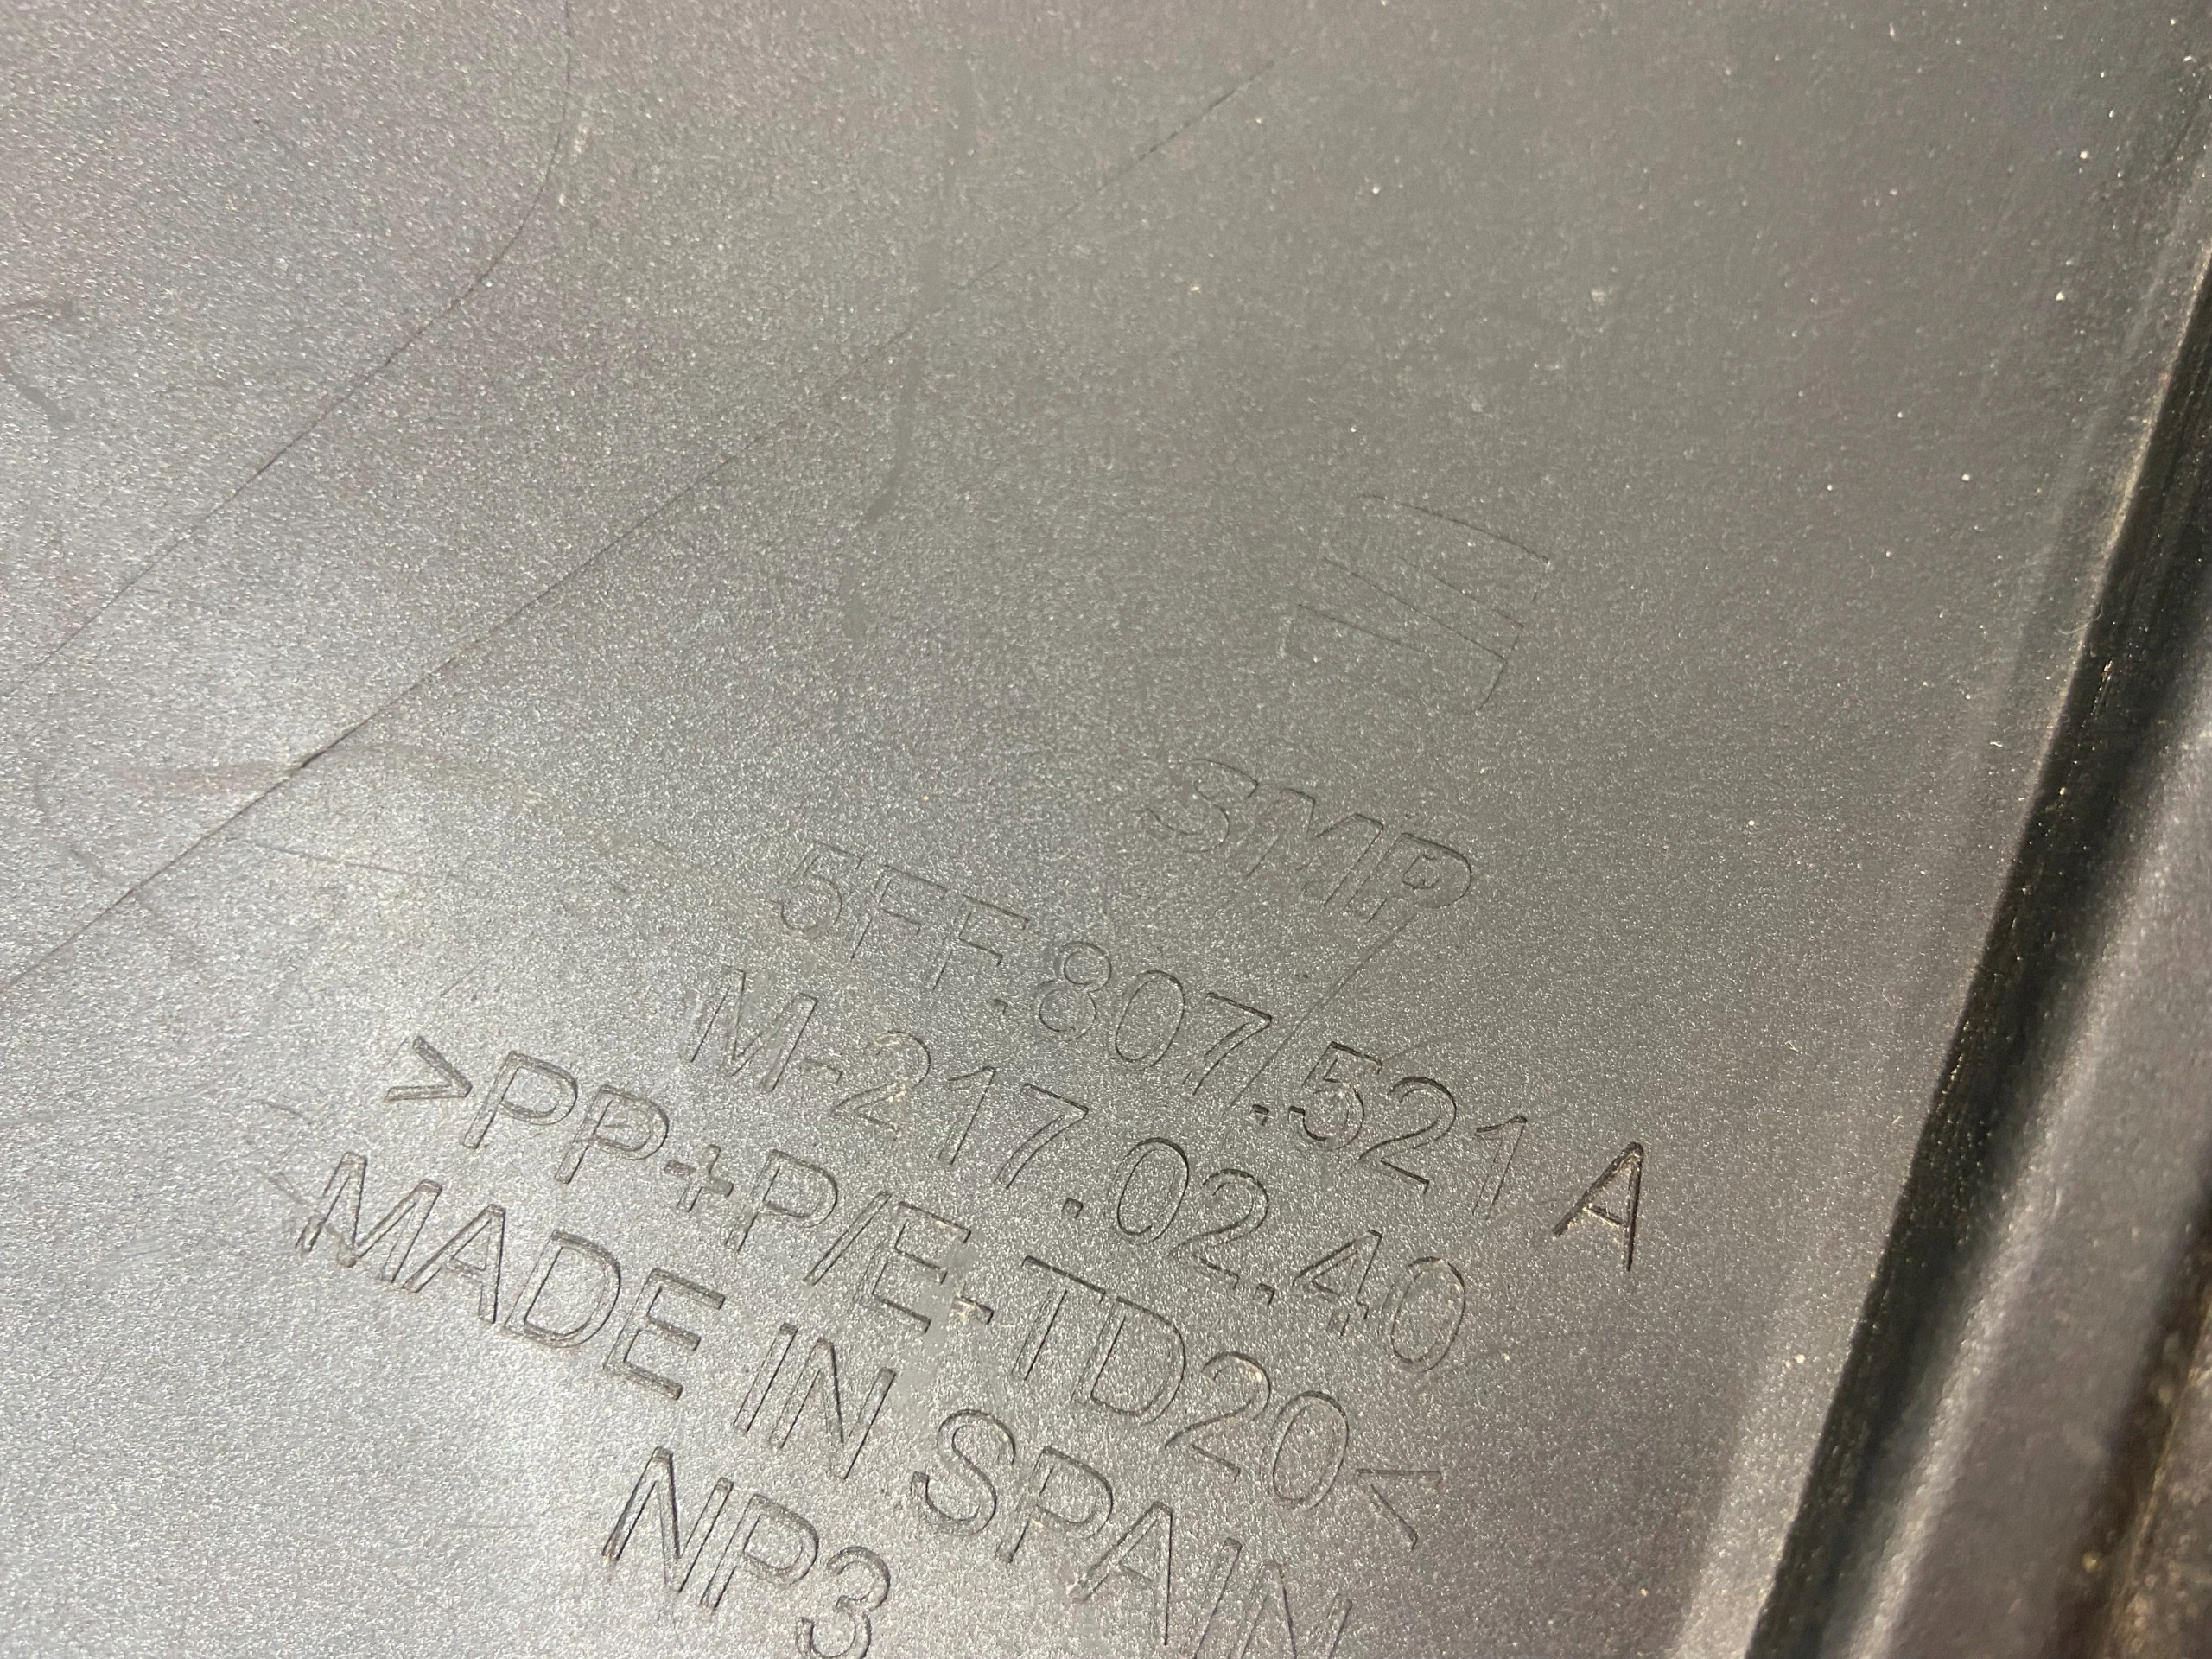 SMP
5FF.807.521 A
M-217.02.40
>PP+P/E-TD20<
MADE IN SPAIN
NP3